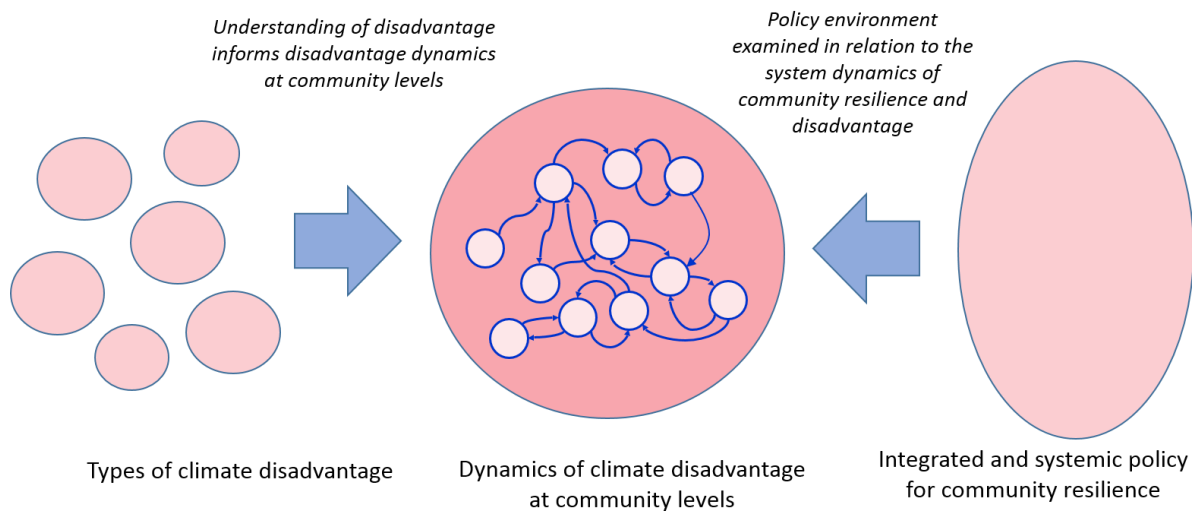 Understanding of disadvantage
informs disadvantage dynamics
at community levels
Policy environment
examined in relation to the
system dynamics of
community resilience and
disadvantage
Types of climate disadvantage
Dynamics of climate disadvantage
at community levels
Integrated and systemic policy
for community resilience